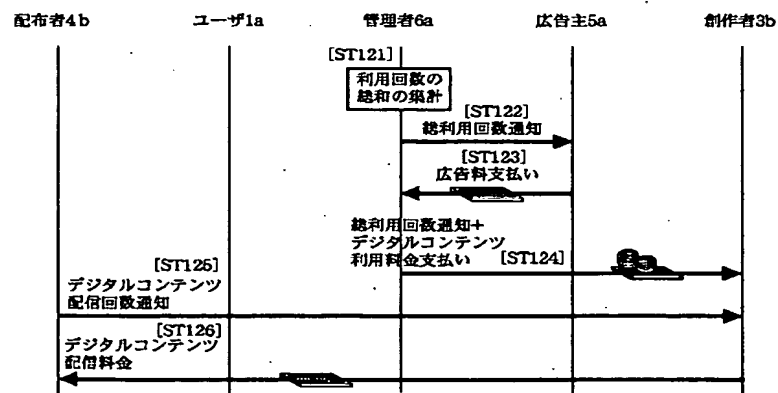 配布者4b ユーザ1a 管理者6a 広告主5a 創作者3b
[ST121]
利用回数の
総和の集計
[ST122]
総利用回数通知
[ST123]
広告料支払い
総利用回数通知+
デジタルコンテンツ
利用料金支払い [ST124]
[ST125]
デジタルコンテンツ
配信回数通知
[ST126]
デジタルコンテンツ
配信料金